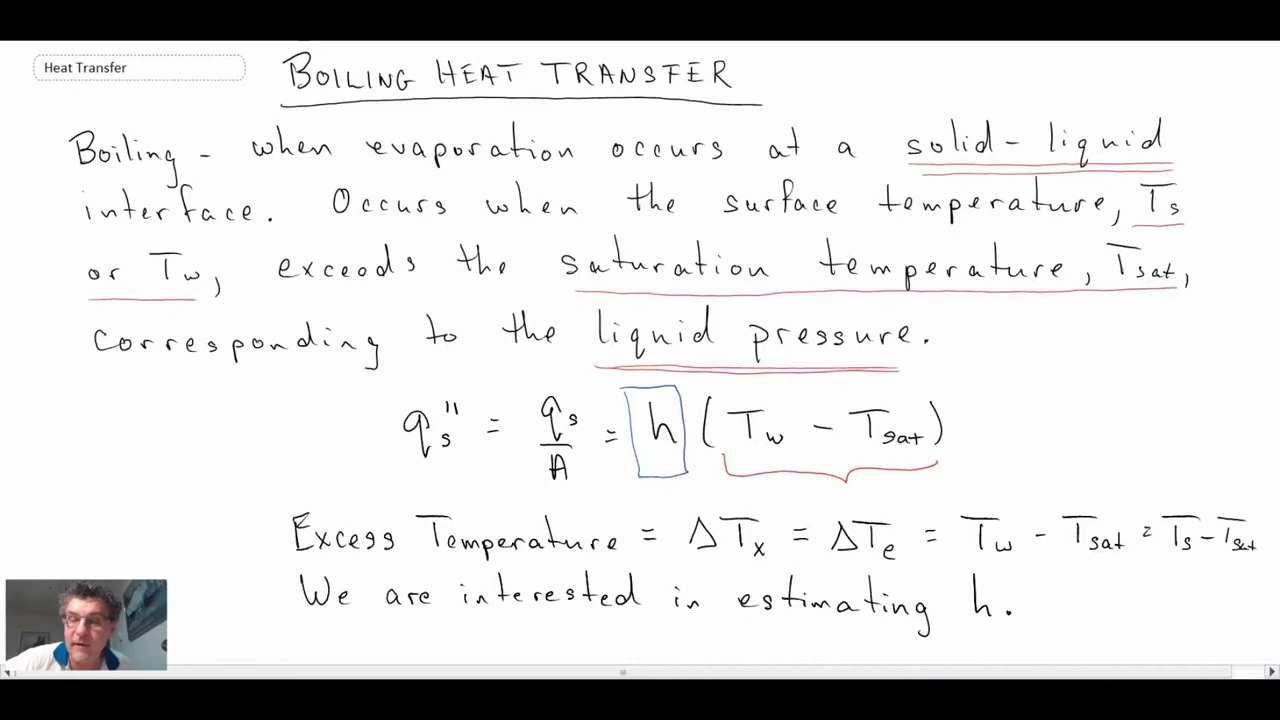 Heat Transfer
BOILING HEAT TRANSFER
Boiling - when evaporation occurs at a solid-liquid
interface. Occurs when the surface temperature, Ts
or Tw, exceeds the saturation temperature, Tsat,
corresponding to the liquid pressure.
qs" = qs/A = h (Tw - Tsat)
Excess Temperature = ΔTx = ΔTe = Tw - Tsat = Ts - Tsat
We are interested in estimating h.